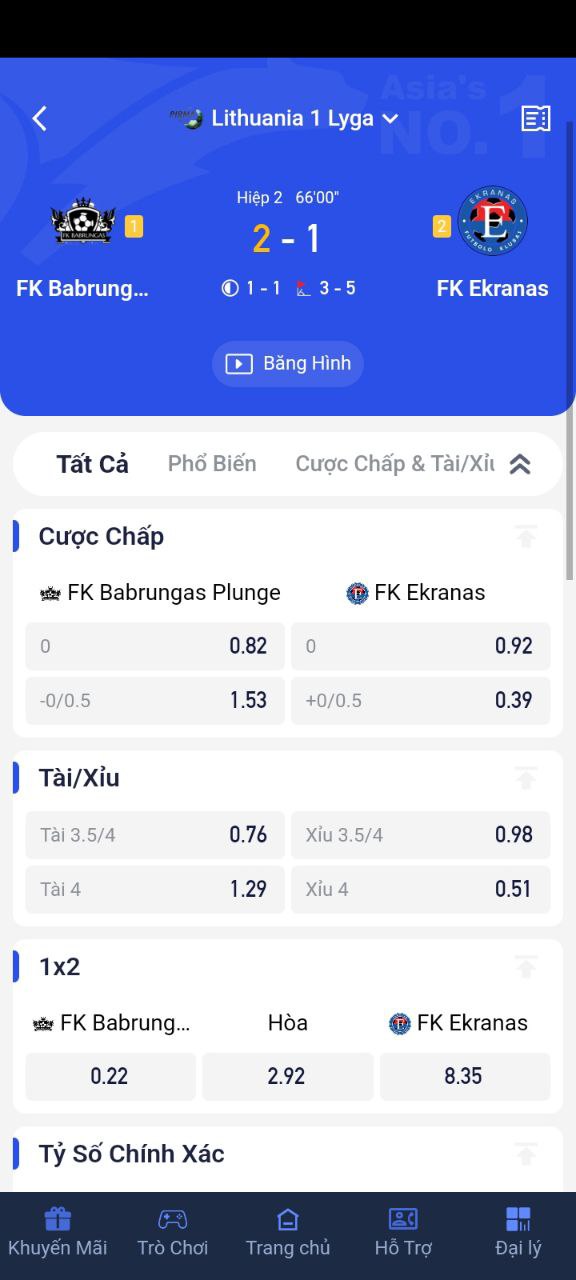 Asia's
NO.1
Lithuania 1 Lyga
Hiệp 2 66'00"
1 2 - 1 2
FK Babrung... 1 - 1 3 - 5 FK Ekranas
Băng Hình
Tất Cả Phổ Biến Cược Chấp & Tài/Xỉu
Cược Chấp
FK Babrungas Plunge FK Ekranas
0 0.82 0 0.92
-0/0.5 1.53 +0/0.5 0.39
Tài/Xỉu
Tài 3.5/4 0.76 Xỉu 3.5/4 0.98
Tài 4 1.29 Xỉu 4 0.51
1x2
FK Babrung... Hòa FK Ekranas
0.22 2.92 8.35
Tỷ Số Chính Xác
Khuyến Mãi Trò Chơi Trang chủ Hỗ Trợ Đại lý